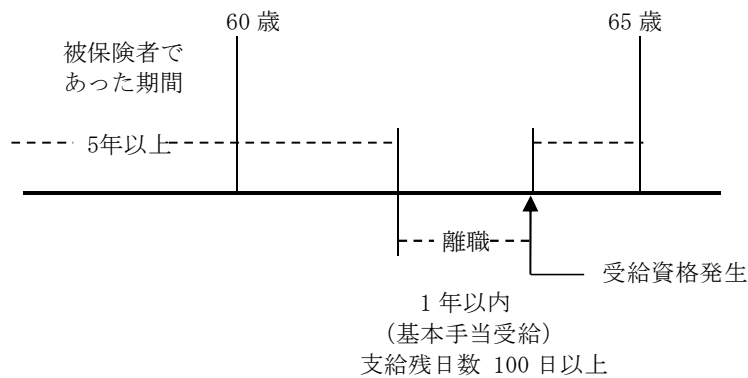 60 歳
65 歳
被保険者で
あった期間
5年以上
離職
受給資格発生
1 年以内
(基本手当受給)
支給残日数 100 日以上